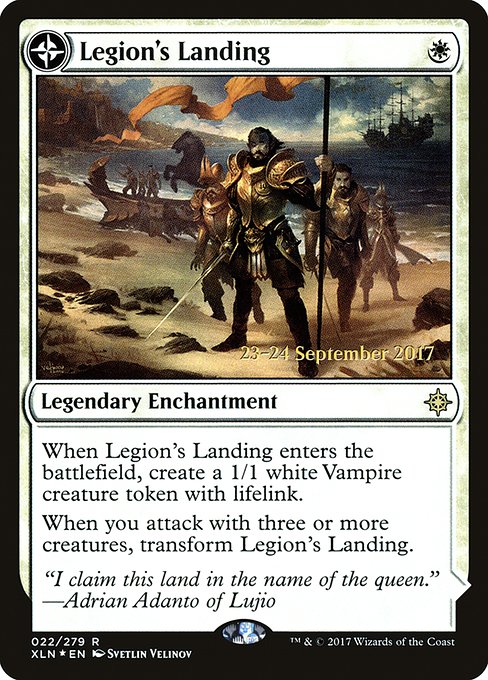 Legion's Landing
23–24 September 2017
Legendary Enchantment
When Legion's Landing enters the
battlefield, create a 1/1 white Vampire
creature token with lifelink.
When you attack with three or more
creatures, transform Legion's Landing.
"I claim this land in the name of the queen."
—Adrian Adanto of Lujio
022/279 R
XLN ★ EN Svetlin Velinov
™ & © 2017 Wizards of the Coast